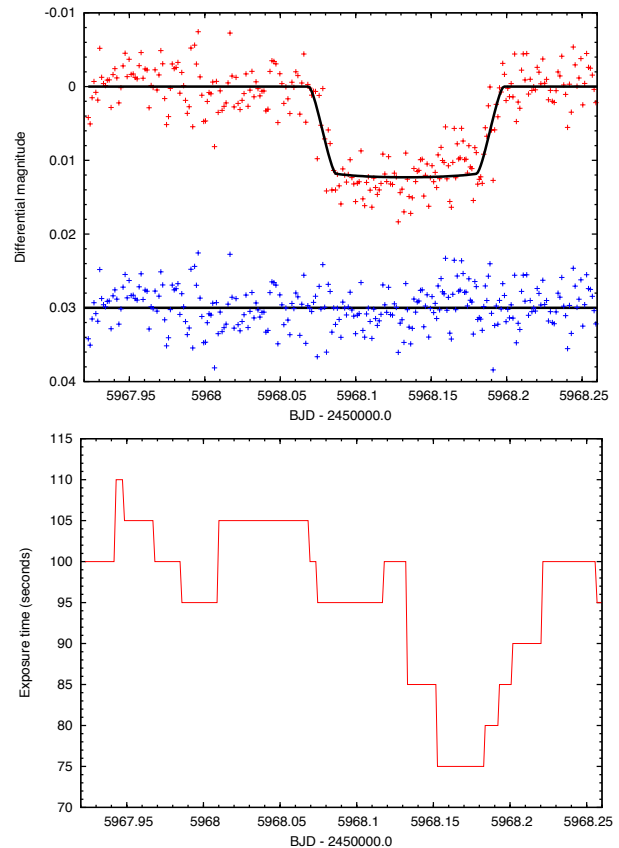 -0.01
0
0.01
0.02
0.03
0.04
Differential magnitude
5967.95 5968 5968.05 5968.1 5968.15 5968.2 5968.25
BJD - 2450000.0
115
110
105
100
95
90
85
80
75
70
Exposure time (seconds)
5967.95 5968 5968.05 5968.1 5968.15 5968.2 5968.25
BJD - 2450000.0